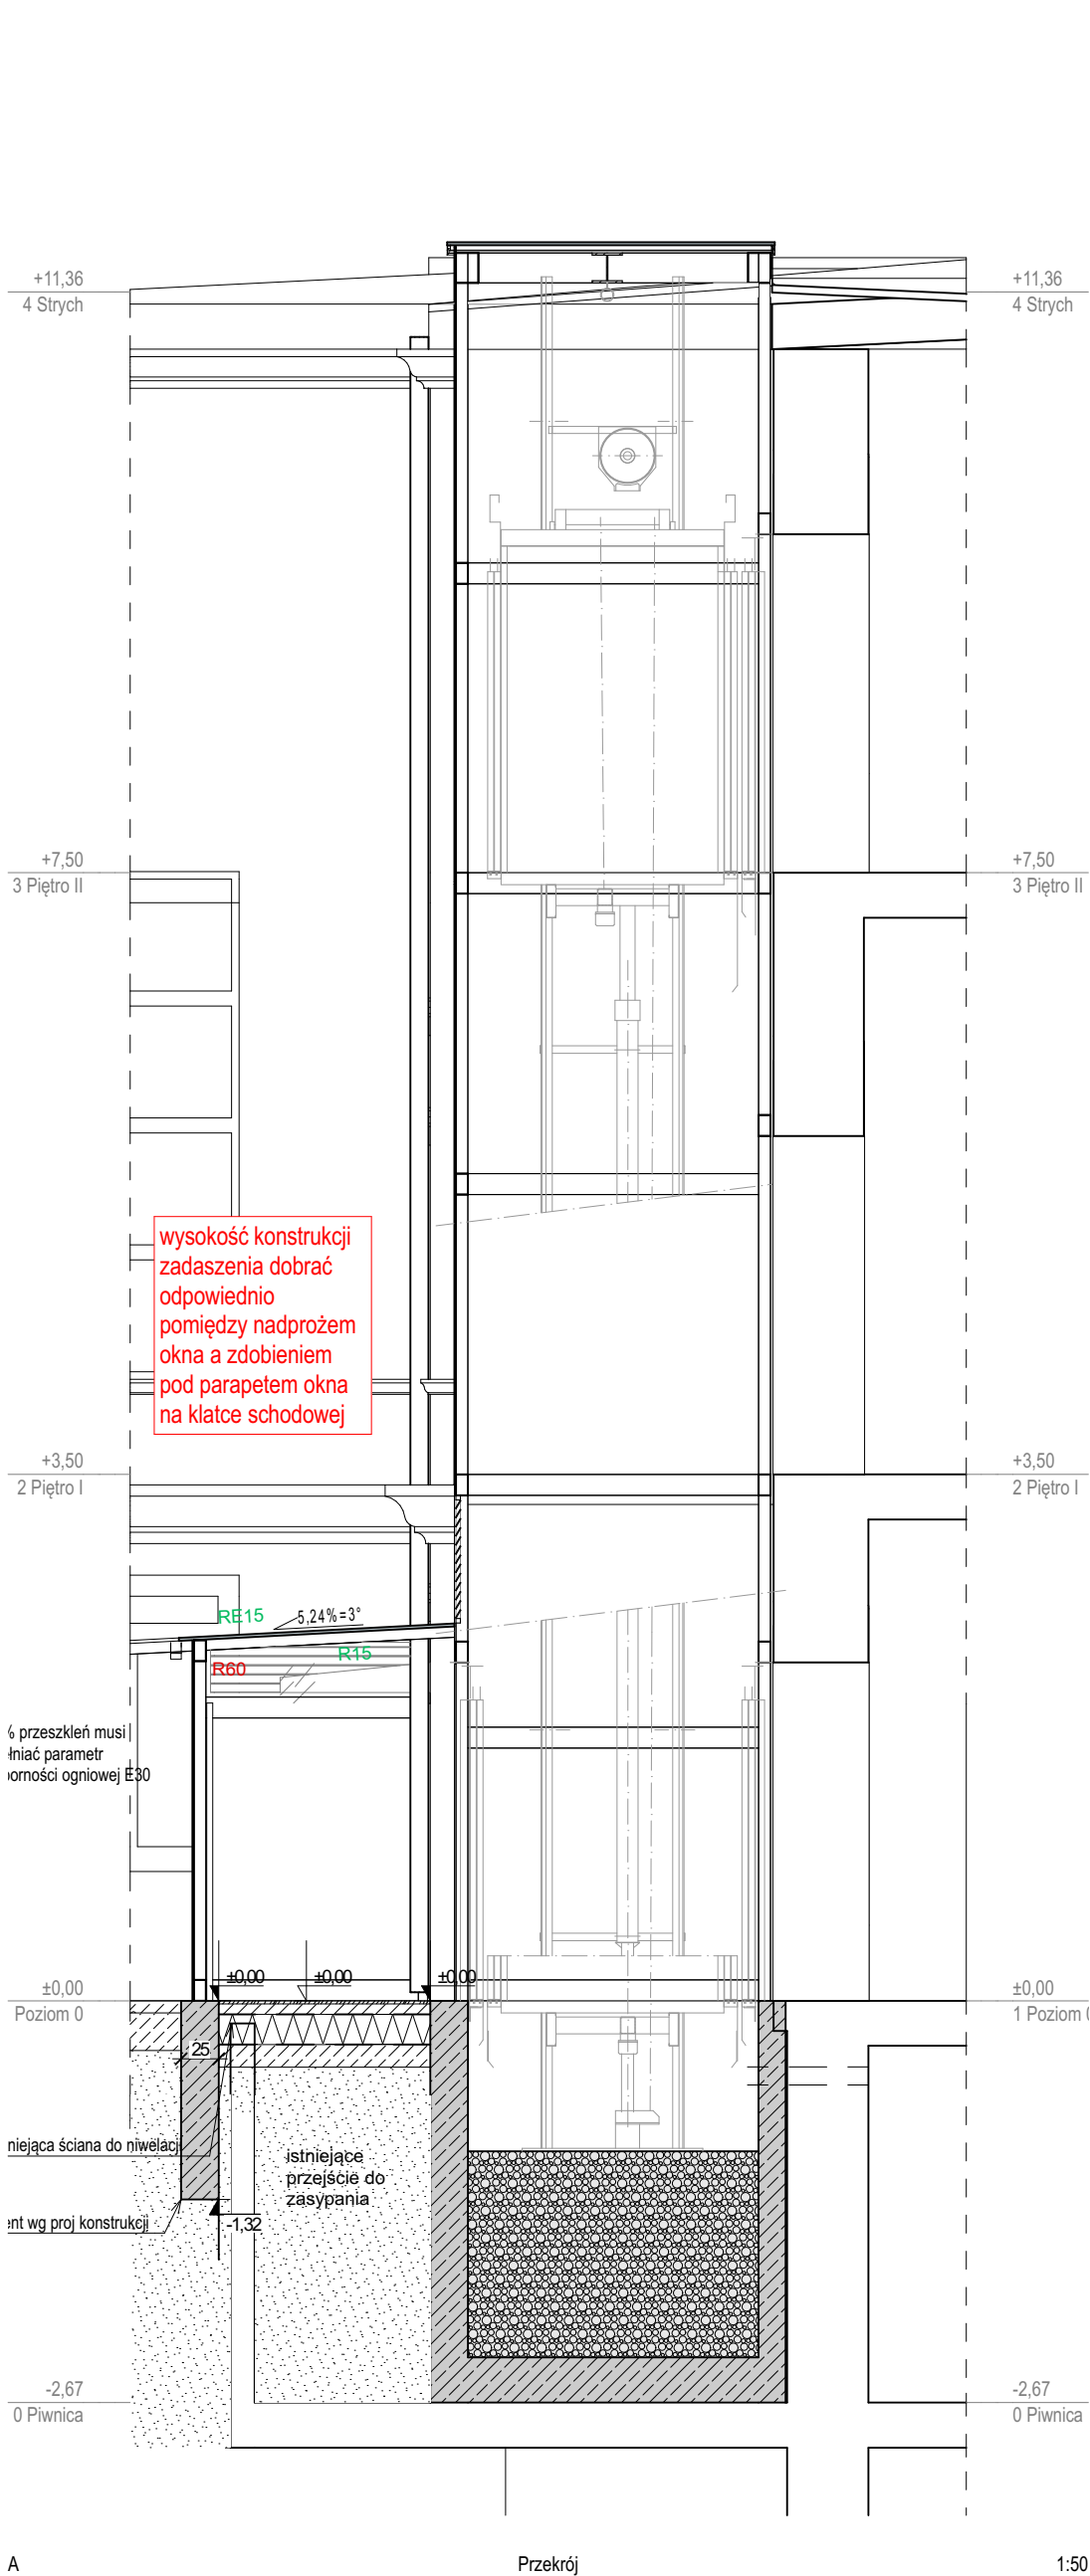 +11,36
4 Strych
+11,36
4 Strych
+7,50
3 Piętro II
+7,50
3 Piętro II
wysokość konstrukcji
zadaszenia dobrać
odpowiednio
pomiędzy nadprożem
okna a zdobieniem
pod parapetem okna
na klatce schodowej
+3,50
2 Piętro I
+3,50
2 Piętro I
RE15
5,24%=3°
R15
R60
% przeszkleń musi
łniać parametr
porności ogniowej E30
±0,00
±0,00
±0,00
±0,00
Poziom 0
±0,00
1 Poziom 0
25
niejąca ściana do niwelacji
istniejące
przejście do
zasypania
ent wg proj konstrukcji
-1,32
-2,67
0 Piwnica
-2,67
0 Piwnica
A
Przekrój
1:50